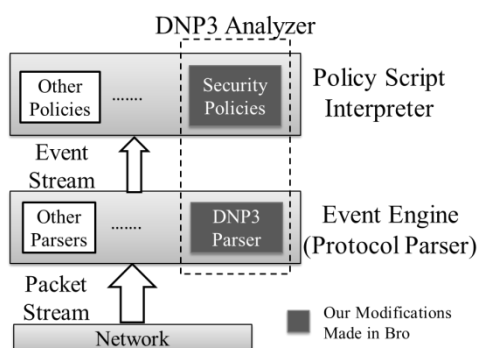 DNP3 Analyzer
Other
Policies
.......
Security
Policies
Policy Script
Interpreter
Event
Stream
Other
Parsers
.......
DNP3
Parser
Event Engine
(Protocol Parser)
Packet
Stream
Network
Our Modifications
Made in Bro